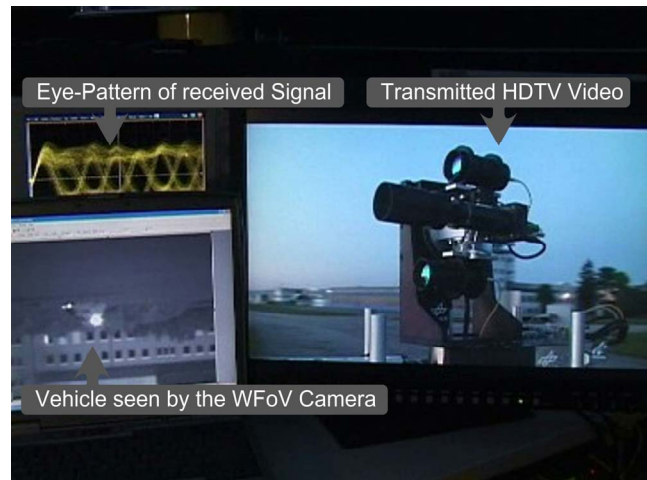 Eye-Pattern of received Signal
Transmitted HDTV Video
Vehicle seen by the WFoV Camera